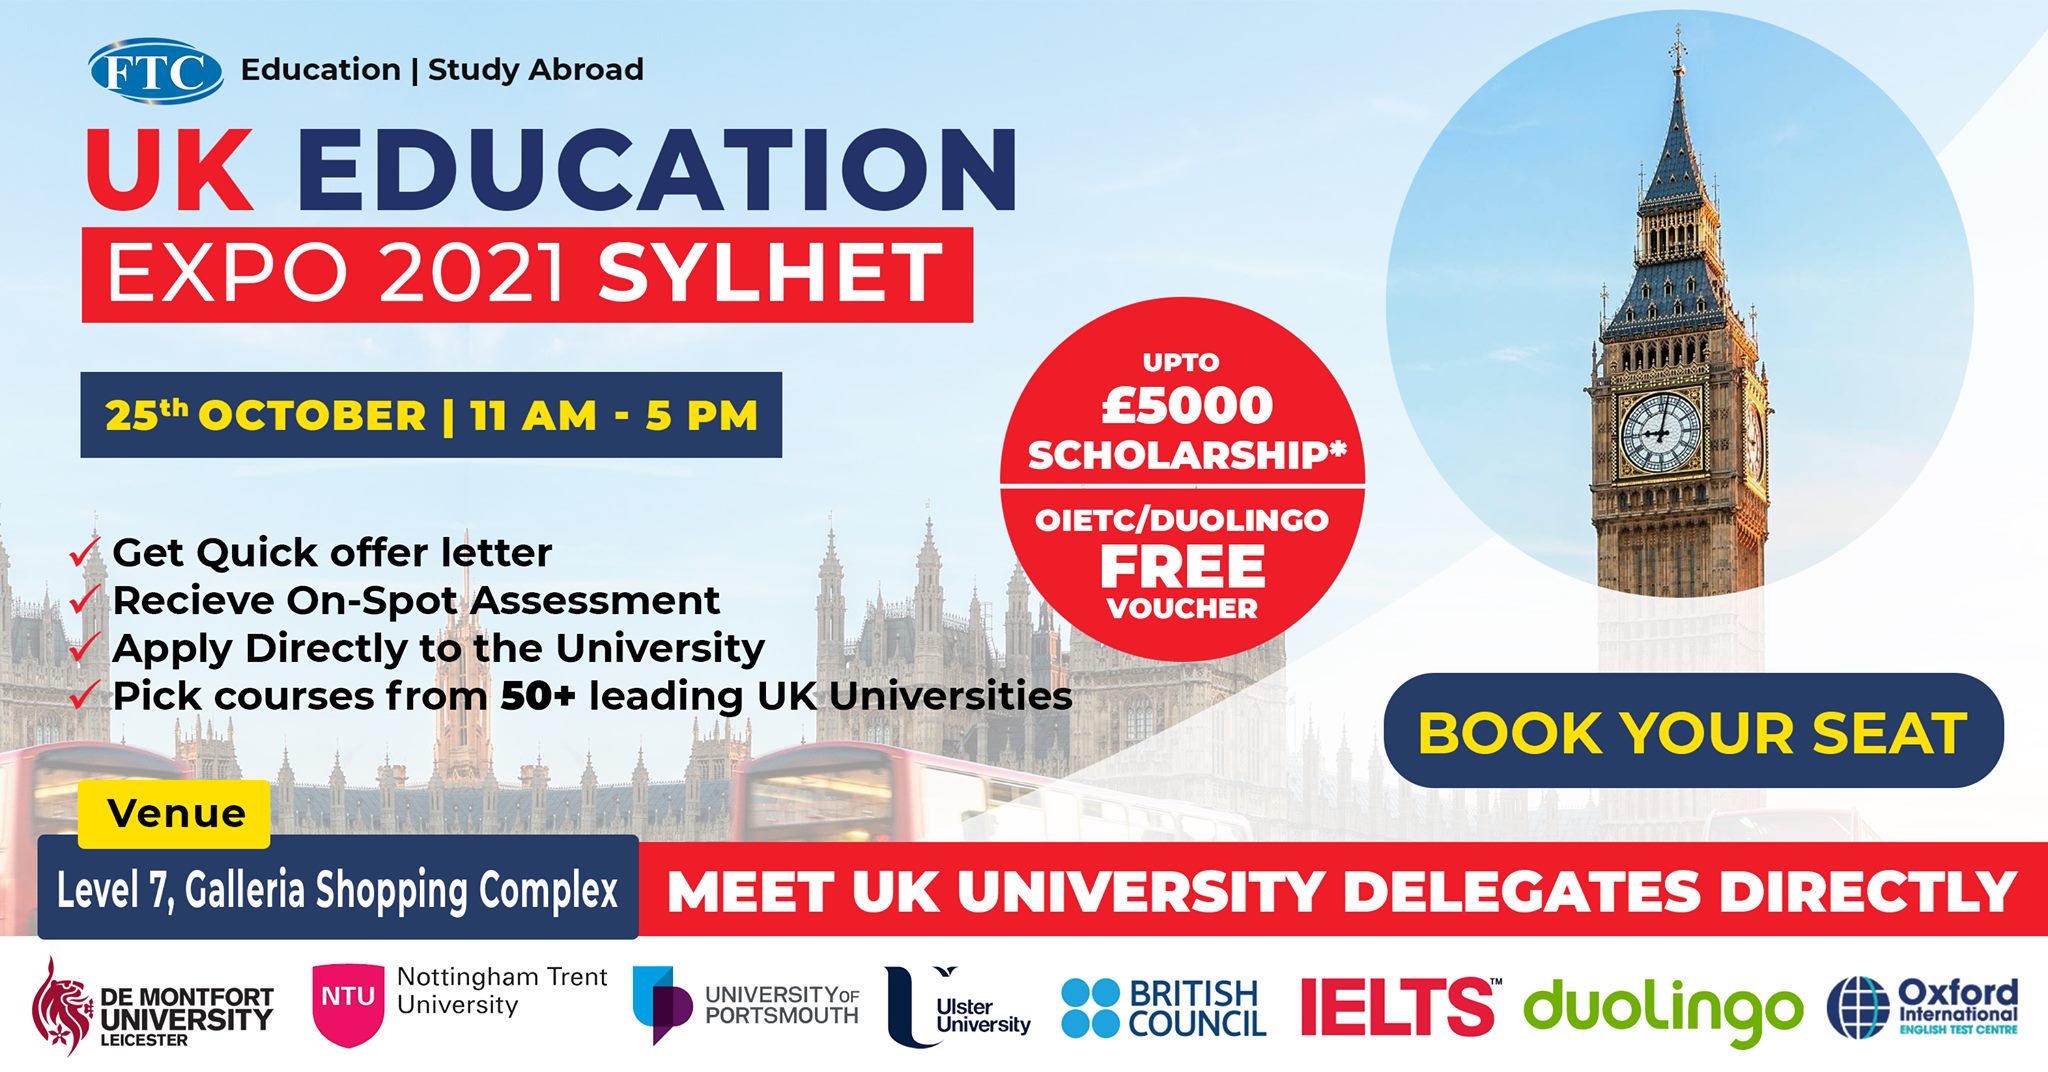 FTC Education | Study Abroad
UK EDUCATION
EXPO 2021 SYLHET
25th OCTOBER | 11 AM - 5 PM
Get Quick offer letter
Recieve On-Spot Assessment
Apply Directly to the University
Pick courses from 50+ leading UK Universities
UPTO
£5000
SCHOLARSHIP*
OIETC/DUOLINGO
FREE
VOUCHER
BOOK YOUR SEAT
Venue
Level 7, Galleria Shopping Complex
MEET UK UNIVERSITY DELEGATES DIRECTLY
DE MONTFORT
UNIVERSITY
LEICESTER
NTU
Nottingham Trent
University
UNIVERSITY OF
PORTSMOUTH
Ulster
University
BRITISH
COUNCIL
IELTS™
duolingo
Oxford
International
ENGLISH TEST CENTRE